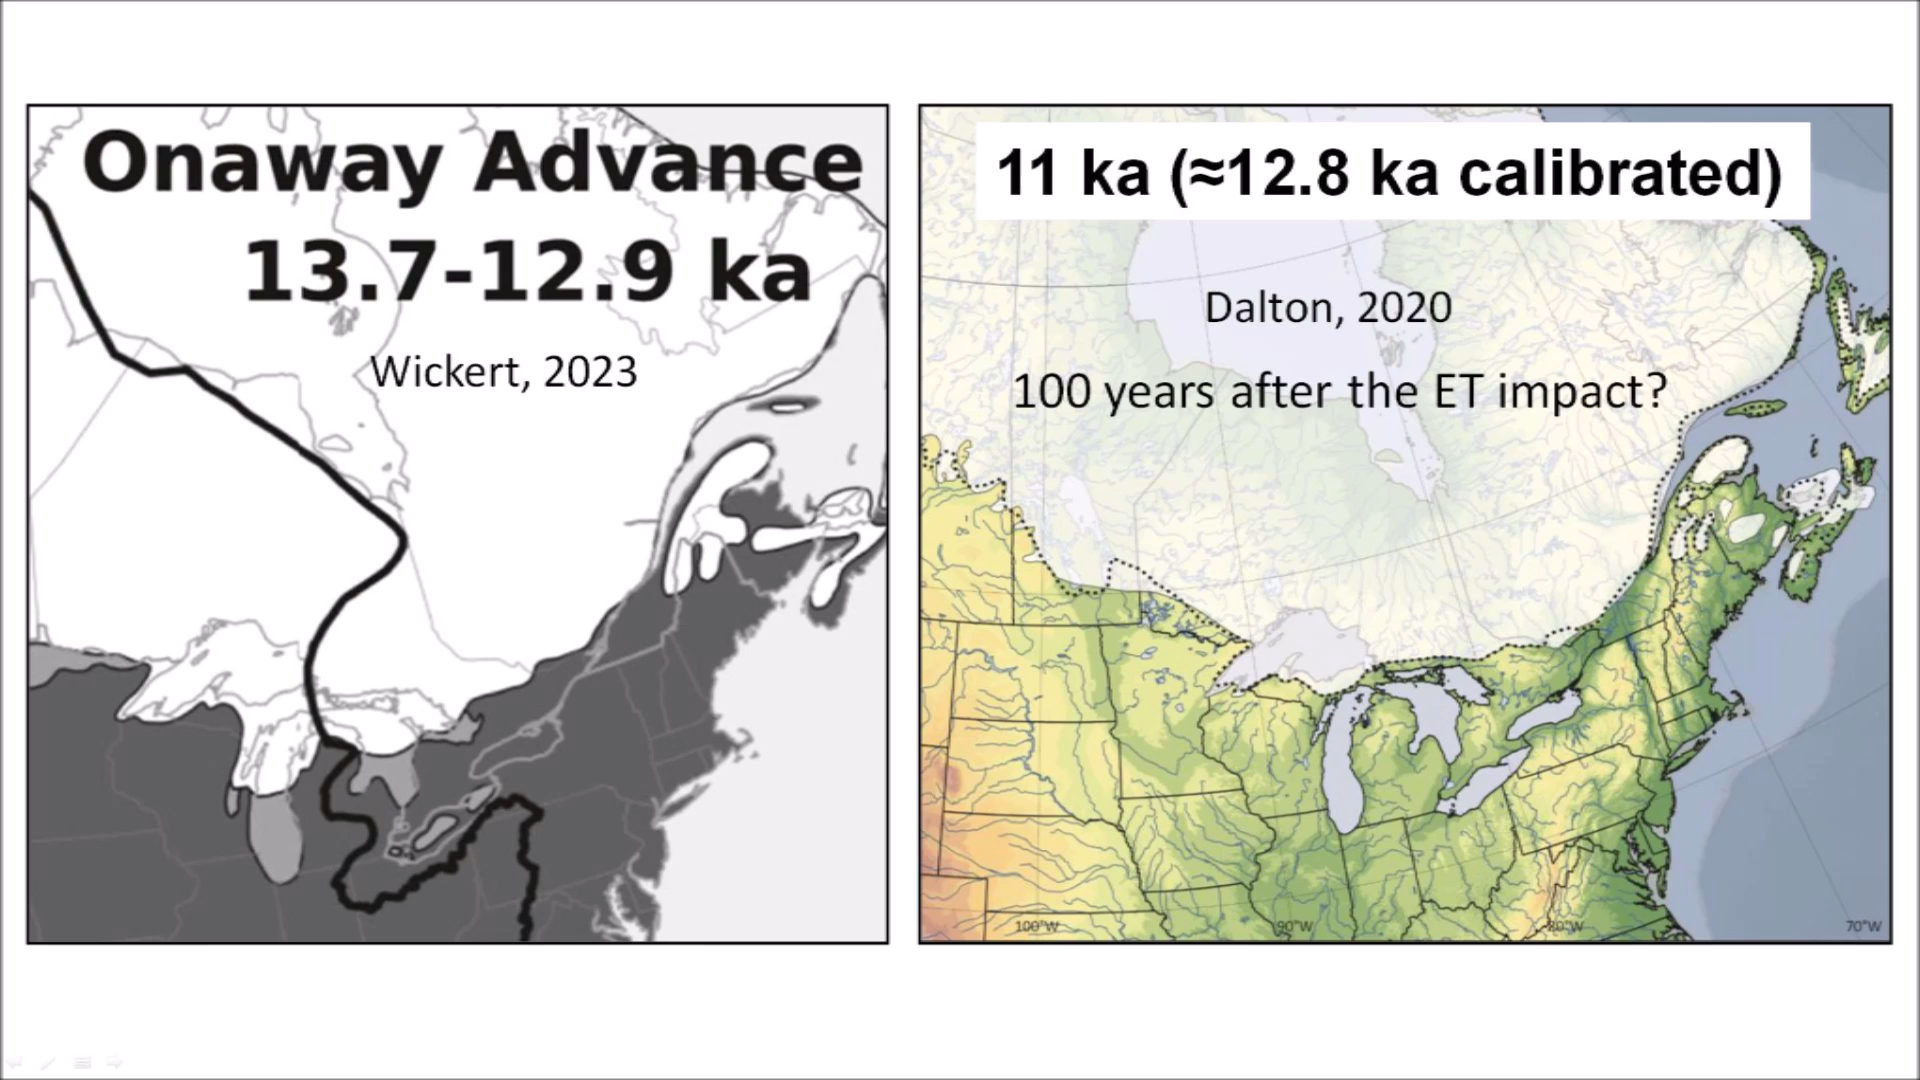 Onaway Advance
13.7-12.9 ka
Wickert, 2023
11 ka (≈12.8 ka calibrated)
Dalton, 2020
100 years after the ET impact?
100°W
90°W
80°W
70°W